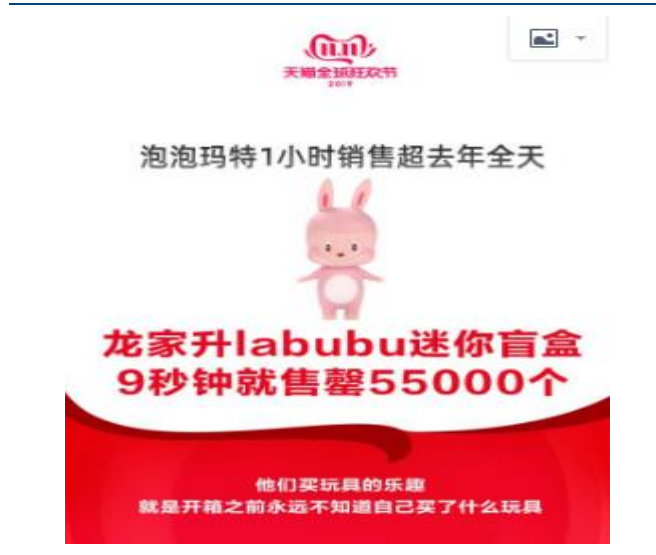 11.11
天猫全球狂欢节
2019
泡泡玛特1小时销售超去年全天
龙家升labubu迷你盲盒
9秒钟就售罄55000个
他们买玩具的乐趣
就是开箱之前永远不知道自己买了什么玩具